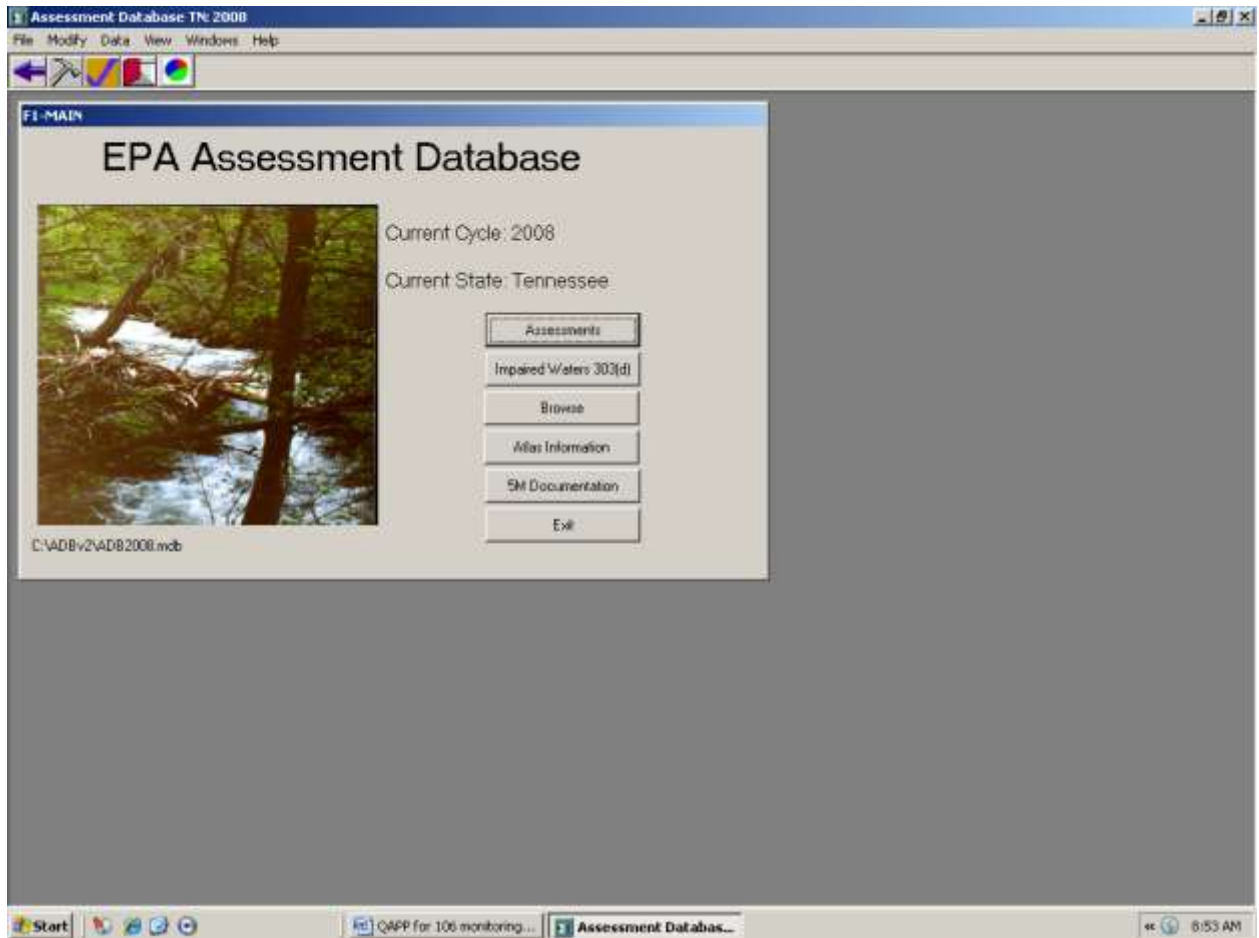 Assessment Database TN: 2008
File Modify Data View Windows Help
F1-MAIN
EPA Assessment Database
Current Cycle: 2008
Current State: Tennessee
Assessments
Impaired Waters 303(d)
Browse
Atlas Information
5M Documentation
Exit
C:\ADBv2\ADB2008.mdb
Start
QAPP for 106 monitoring...
Assessment Databas...
8:53 AM